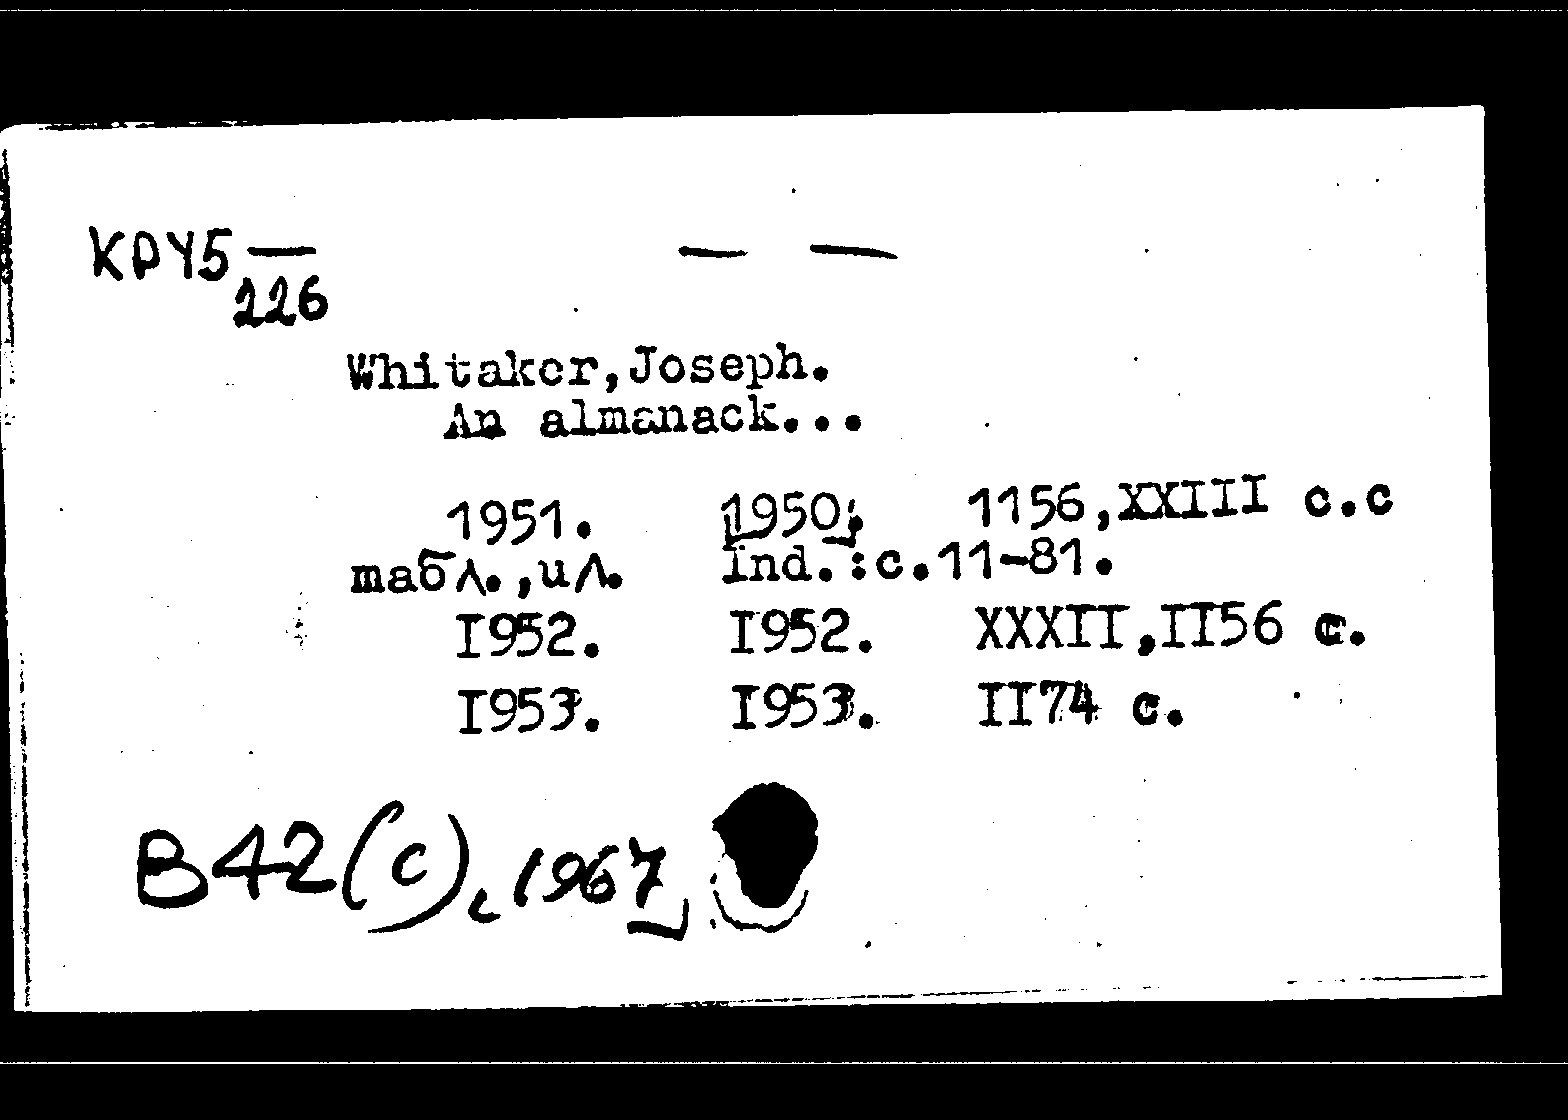 КРУ5 — — —
226
Whitaker,Joseph.
An almanack...
1951. [1950]; 1156,XXIII c.c
табл.,ил. Ind.:c.11-81.
I952. I952. XXXII,II56 c.
I953. I953. II74 c.
B42(c), 1967